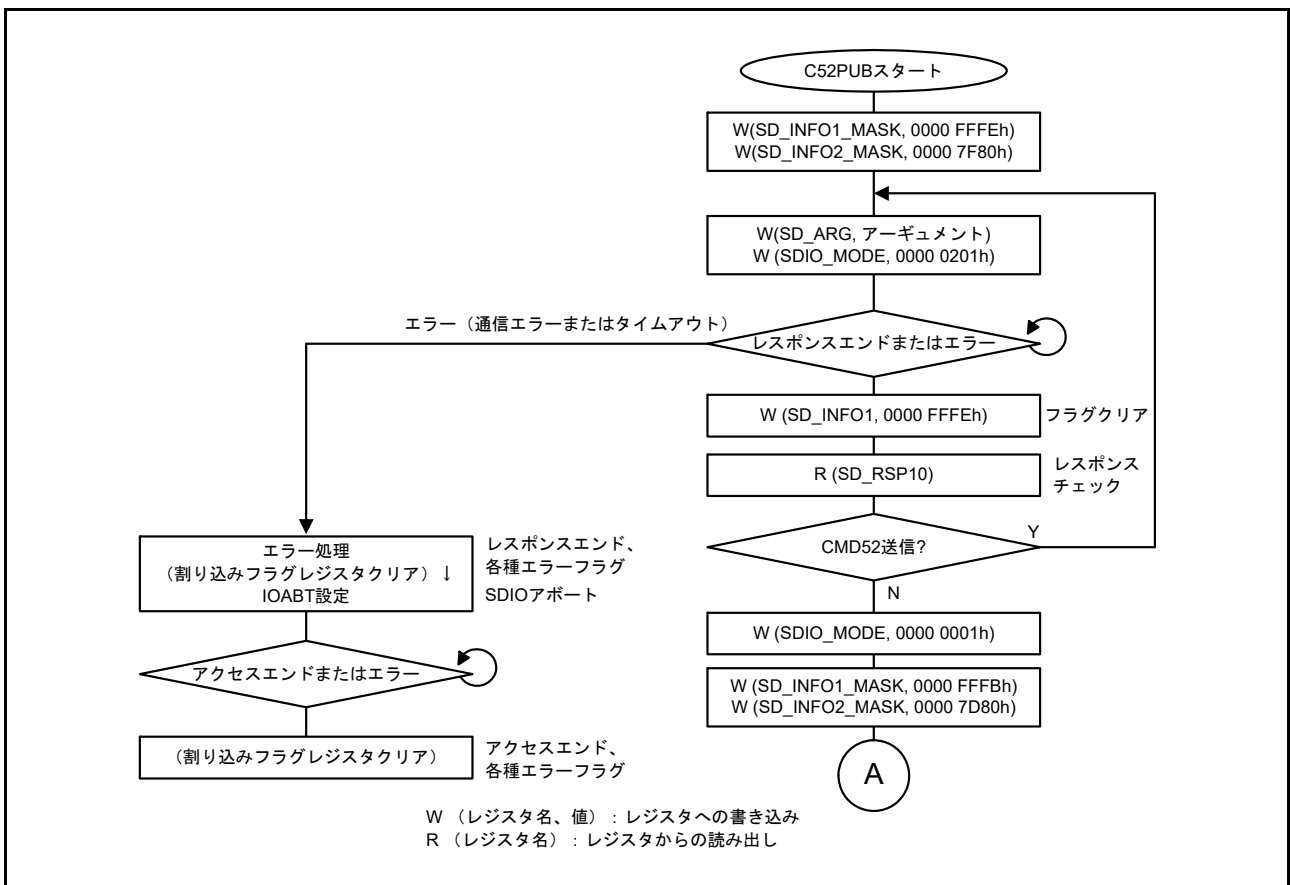 C52PUBスタート
W(SD_INFO1_MASK, 0000 FFFEh)
W(SD_INFO2_MASK, 0000 7F80h)
W(SD_ARG, アーギュメント)
W (SDIO_MODE, 0000 0201h)
エラー（通信エラーまたはタイムアウト）
レスポンスエンドまたはエラー
W (SD_INFO1, 0000 FFFEh)
フラグクリア
R (SD_RSP10)
レスポンス
チェック
CMD52送信?
Y
N
エラー処理
（割り込みフラグレジスタクリア）↓
IOABT設定
レスポンスエンド、
各種エラーフラグ
SDIOアボート
W (SDIO_MODE, 0000 0001h)
アクセスエンドまたはエラー
W (SD_INFO1_MASK, 0000 FFFBh)
W (SD_INFO2_MASK, 0000 7D80h)
（割り込みフラグレジスタクリア）
アクセスエンド、
各種エラーフラグ
A
W （レジスタ名、値）：レジスタへの書き込み
R （レジスタ名）：レジスタからの読み出し